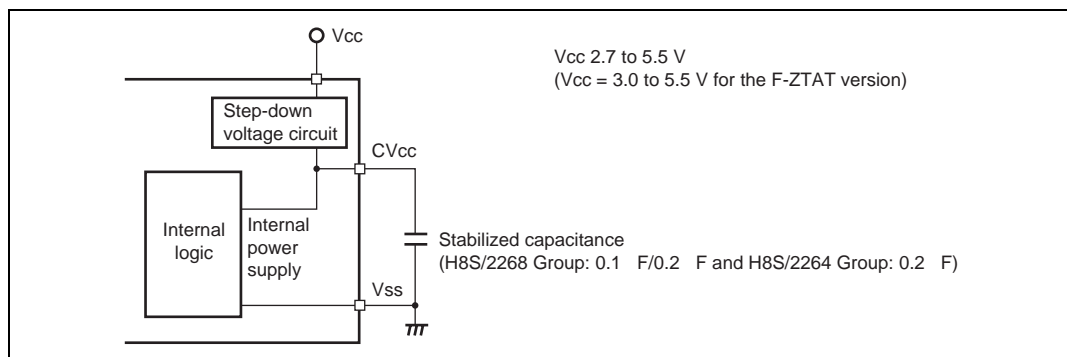 Vcc
Vcc 2.7 to 5.5 V
(Vcc = 3.0 to 5.5 V for the F-ZTAT version)
Step-down
voltage circuit
CVcc
Internal
logic
Internal
power
supply
Stabilized capacitance
(H8S/2268 Group: 0.1 F/0.2 F and H8S/2264 Group: 0.2 F)
Vss